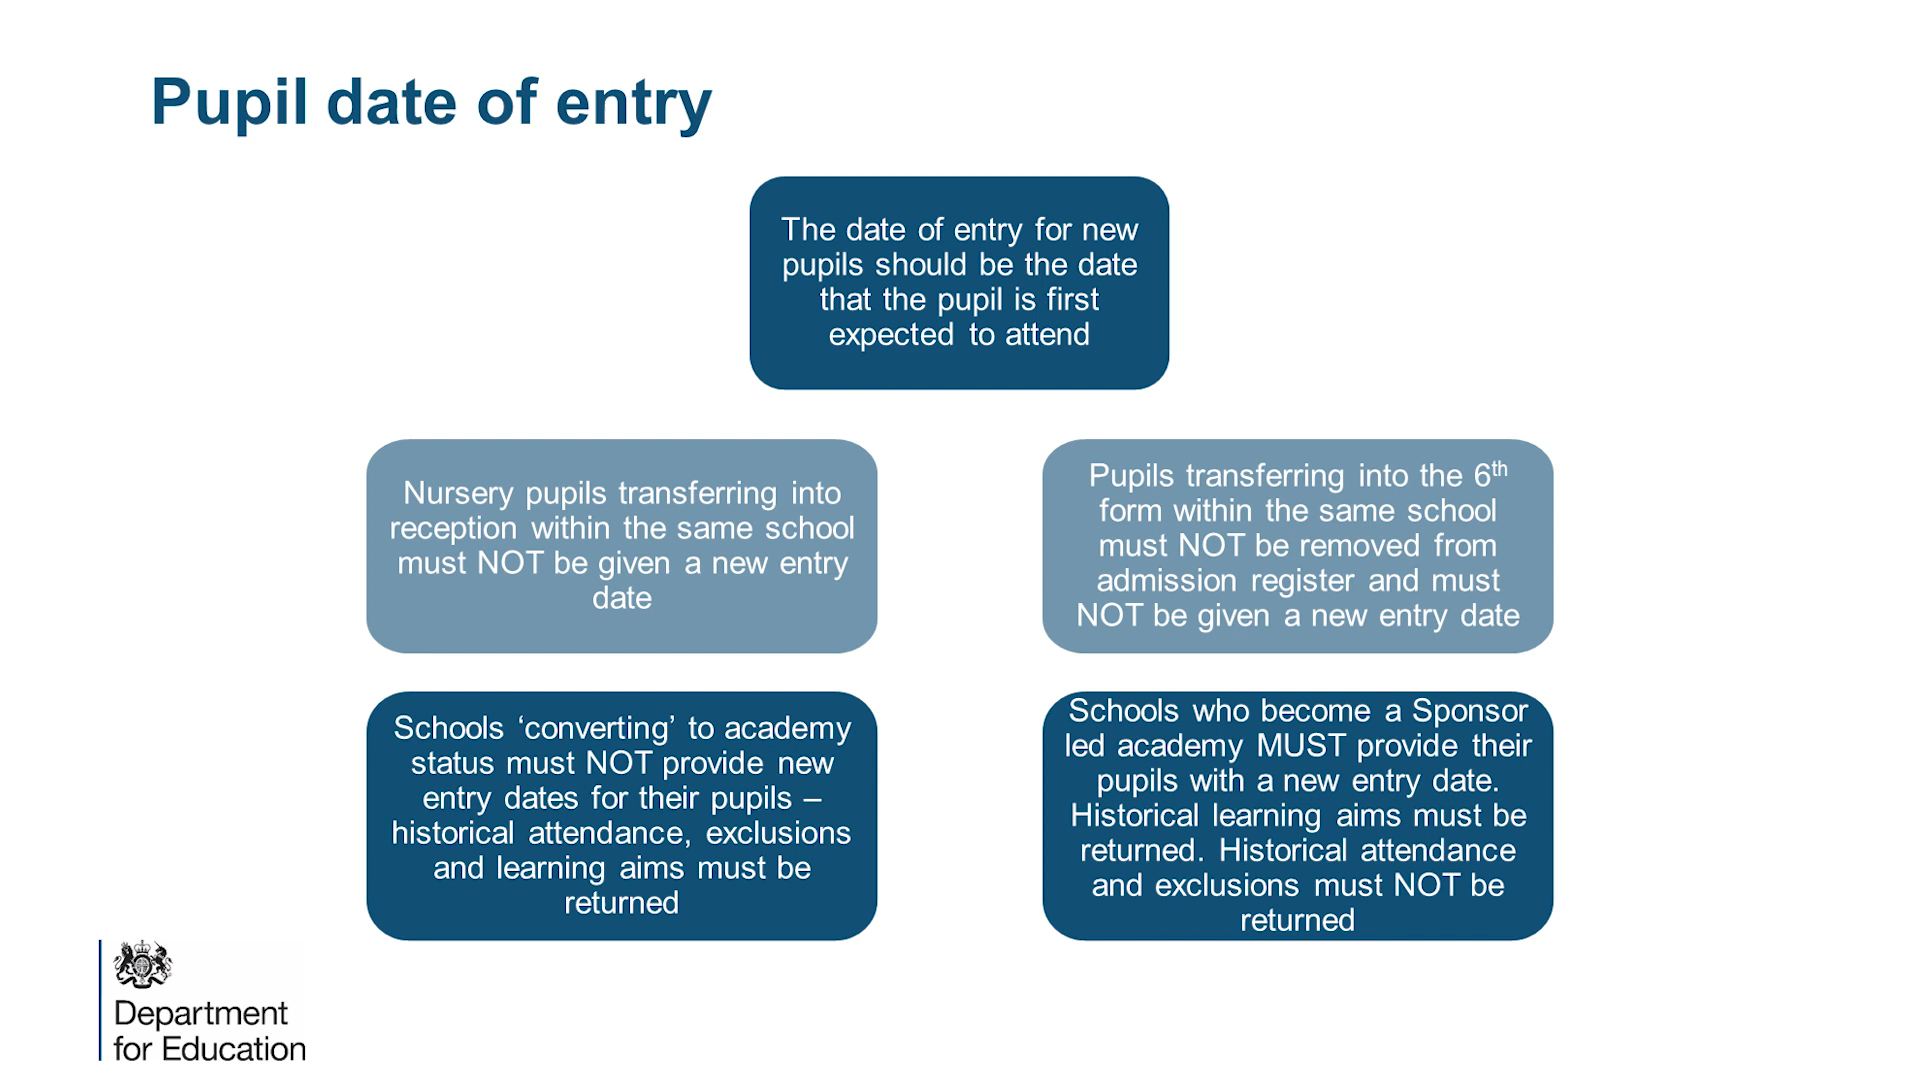 Pupil date of entry
The date of entry for new
pupils should be the date
that the pupil is first
expected to attend
Nursery pupils transferring into
reception within the same school
must NOT be given a new entry
date
Pupils transferring into the 6th
form within the same school
must NOT be removed from
admission register and must
NOT be given a new entry date
Schools ‘converting’ to academy
status must NOT provide new
entry dates for their pupils –
historical attendance, exclusions
and learning aims must be
returned
Schools who become a Sponsor
led academy MUST provide their
pupils with a new entry date.
Historical learning aims must be
returned. Historical attendance
and exclusions must NOT be
returned
Department
for Education